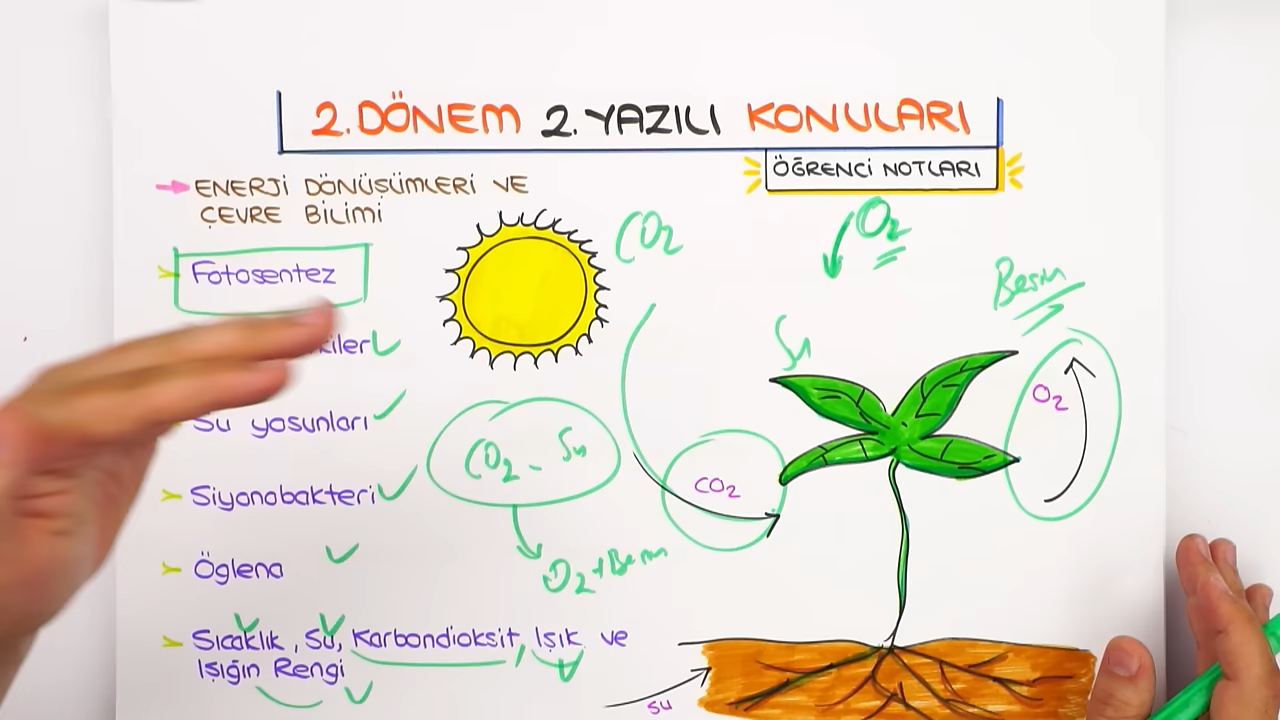 2. DÖNEM 2. YAZILI KONULARI
ÖĞRENCİ NOTLARI
ENERJİ DÖNÜŞÜMLERİ VE
ÇEVRE BİLİMİ
Fotosentez
Su yosunları
Siyonobakteri
Öglena
Sıcaklık, Su, Karbondioksit, Işık ve
Işığın Rengi
CO2
CO2 - Su
O2 + Besin
CO2
O2
Su
Besin
O2
su